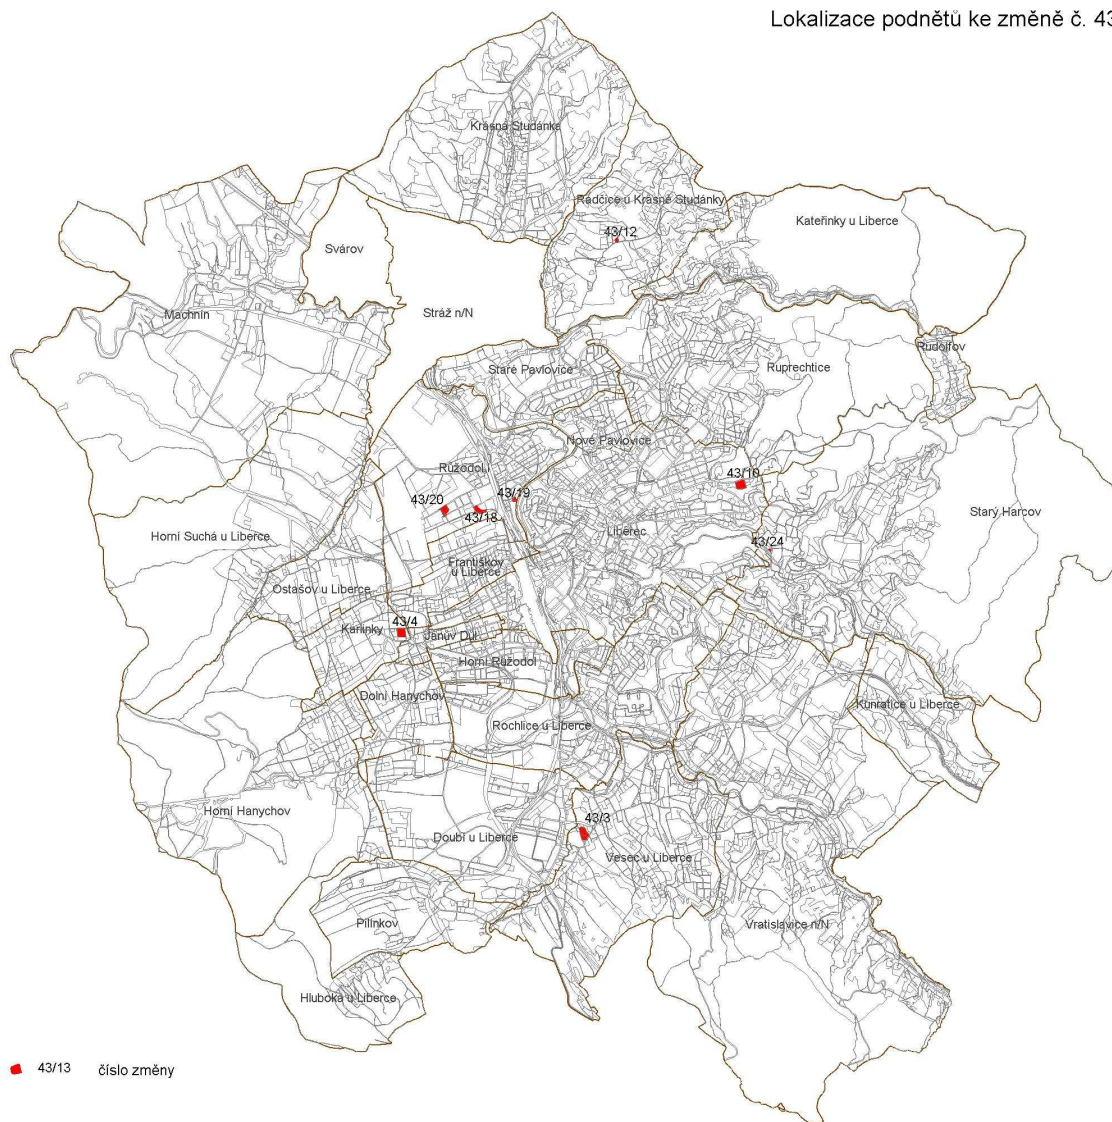 Lokalizace podnětů ke změně č. 43
Krásná Studánka
Radčice u Krásné Studánky
Kateřinky u Liberce
43/12
Svárov
Machnín
Stráž n/N
Rudolfov
Staré Pavlovice
Ruprechtice
Nové Pavlovice
Růžodol I
43/10
43/20
43/19
43/18
Starý Harcov
Liberec
Horní Suchá u Liberce
43/24
Františkov
u Liberce
Ostašov u Liberce
43/4
Karlinky
Janův Důl
Horní Růžodol
Dolní Hanychov
Kunratice u Liberce
Rochlice u Liberce
Horní Hanychov
43/3
Doubí u Liberce
Vesec u Liberce
Pilínkov
Vratislavice n/N
Hluboká u Liberce
43/13 číslo změny